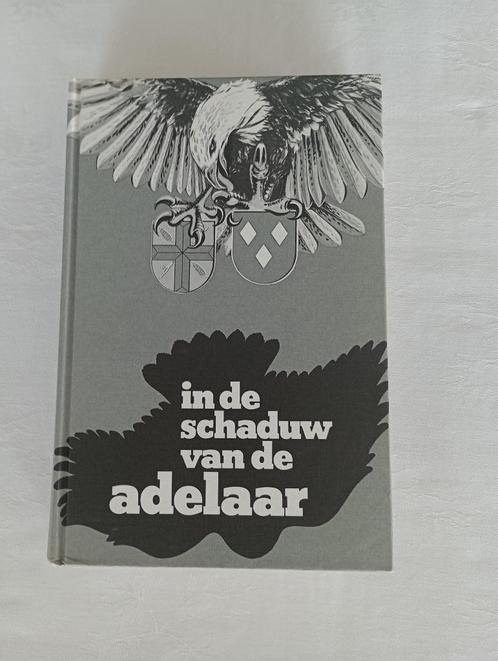 in de
schaduw
van de
adelaar